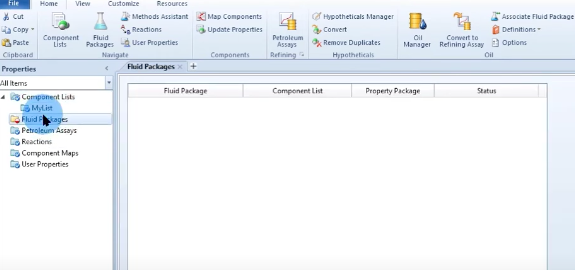 File Home View Customize Resources
Cut
Copy
Paste
Clipboard
Component Lists
Fluid Packages
Methods Assistant
Reactions
User Properties
Navigate
Map Components
Update Properties
Components
Petroleum Assays
Refining
Hypotheticals Manager
Convert
Remove Duplicates
Hypotheticals
Oil Manager
Convert to Refining Assay
Associate Fluid Package
Definitions
Options
Oil
Properties <
All Items
Component Lists
MyList
Fluid Packages
Petroleum Assays
Reactions
Component Maps
User Properties
Fluid Packages × +
Fluid Package Component List Property Package Status